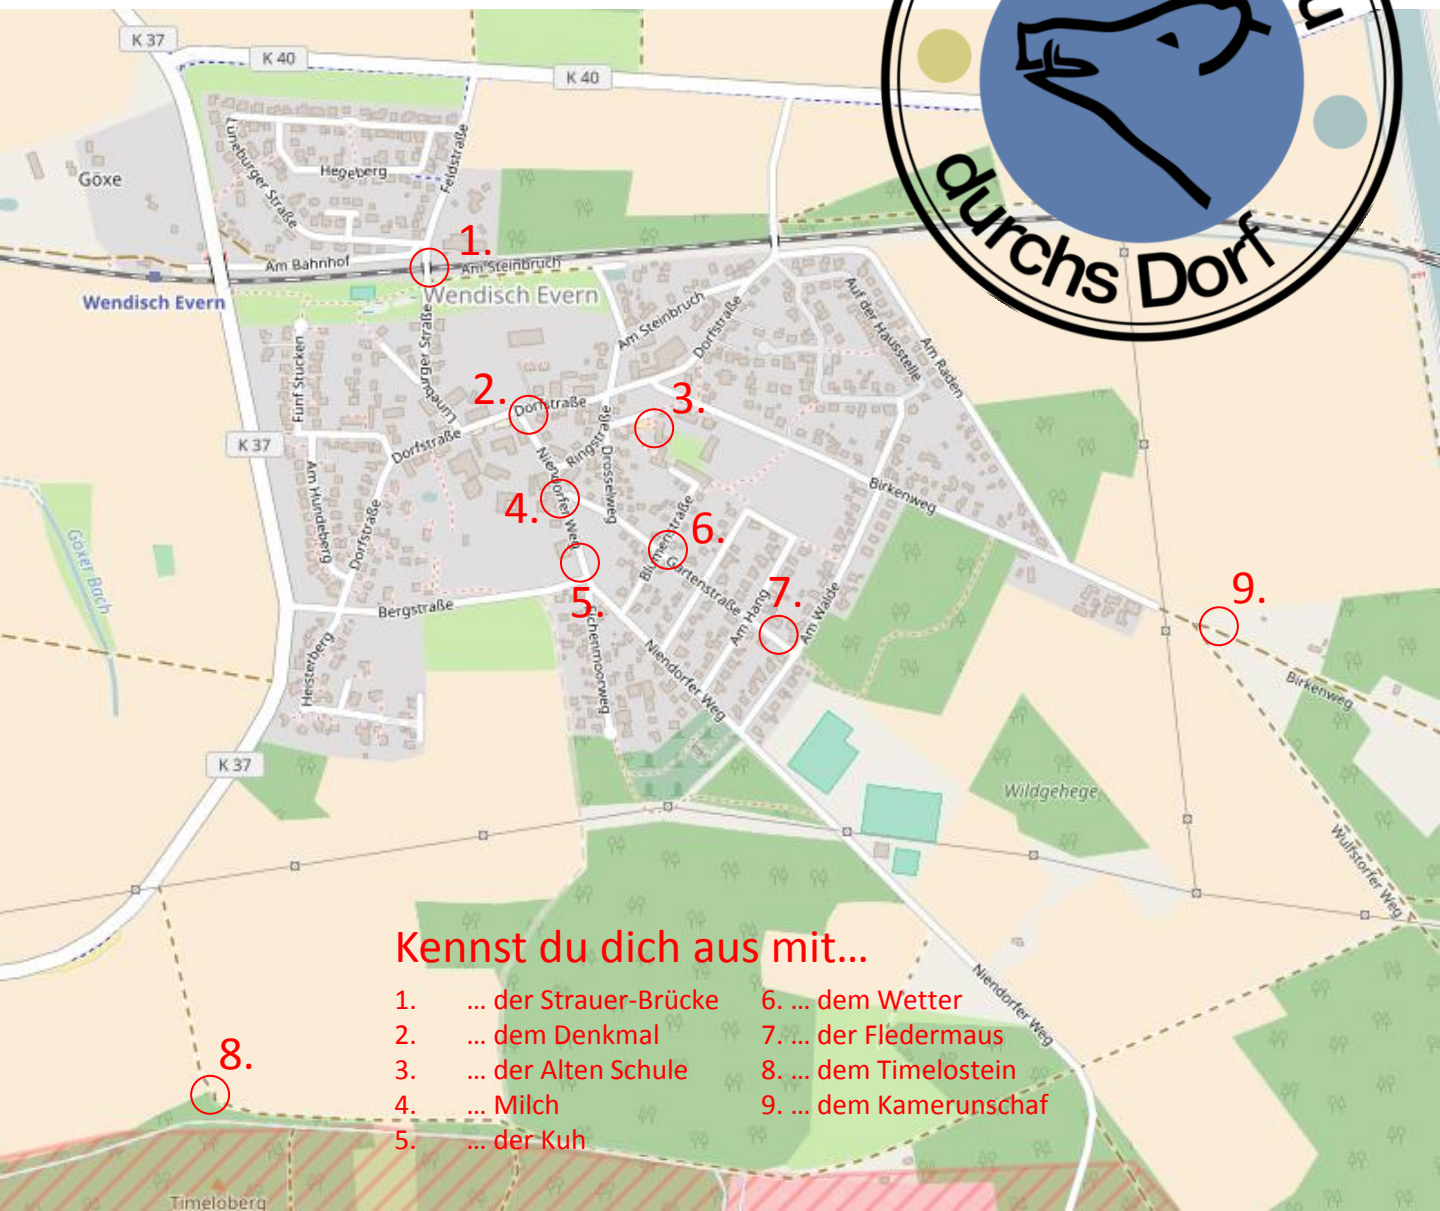 durchs Dorf
K 37
K 40
K 40
Göxe
Lüneburger Straße
Hegeberg
Feldstraße
1.
Am Bahnhof
Am Steinbruch
Wendisch Evern
Wendisch Evern
Fünf Stücken
Lüneburger Straße
Am Steinbruch
Dorfstraße
Auf der Hausstelle
Am Raden
2.
Dorfstraße
3.
K 37
Dorfstraße
Ringstraße
Drosselweg
Niendorfer Weg
4.
Am Hundeberg
Dorfstraße
Birkenweg
Göxer Bach
Blumenstraße
6.
Gartenstraße
7.
Am Hang
Am Walde
5.
9.
Bergstraße
Eichenmoorweg
Heisterberg
Niendorfer Weg
Birkenweg
K 37
Wildgehege
Wulfstorfer Weg
Niendorfer Weg
8.
Timeloberg
Kennst du dich aus mit...
1. ... der Strauer-Brücke
2. ... dem Denkmal
3. ... der Alten Schule
4. ... Milch
5. ... der Kuh
6. ... dem Wetter
7. ... der Fledermaus
8. ... dem Timelostein
9. ... dem Kamerunschaf